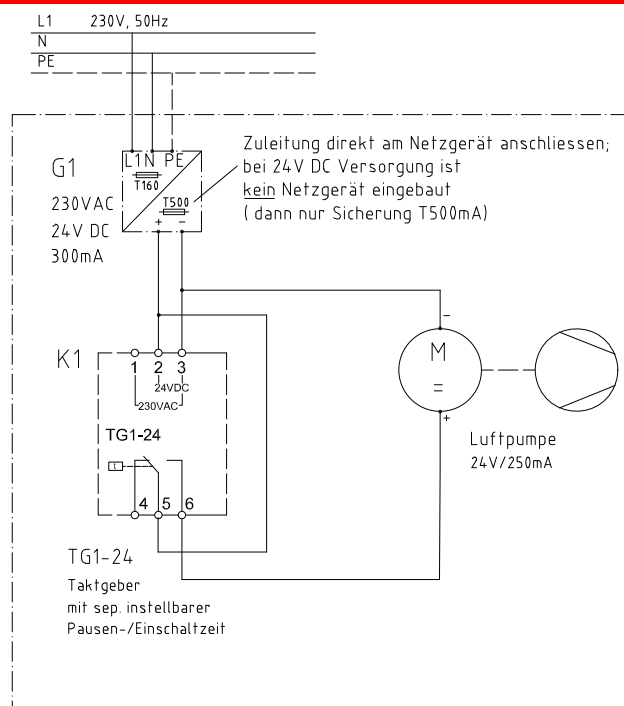 L1 230V, 50Hz
N
PE
L1 N PE
T160
T500
+ -
G1
230VAC
24V DC
300mA
Zuleitung direkt am Netzgerät anschliessen;
bei 24V DC Versorgung ist
kein Netzgerät eingebaut
( dann nur Sicherung T500mA)
K1
1 2 3
24VDC
230VAC
TG1-24
t
4 5 6
-
M
=
+
Luftpumpe
24V/250mA
TG1-24
Taktgeber
mit sep. instellbarer
Pausen-/Einschaltzeit